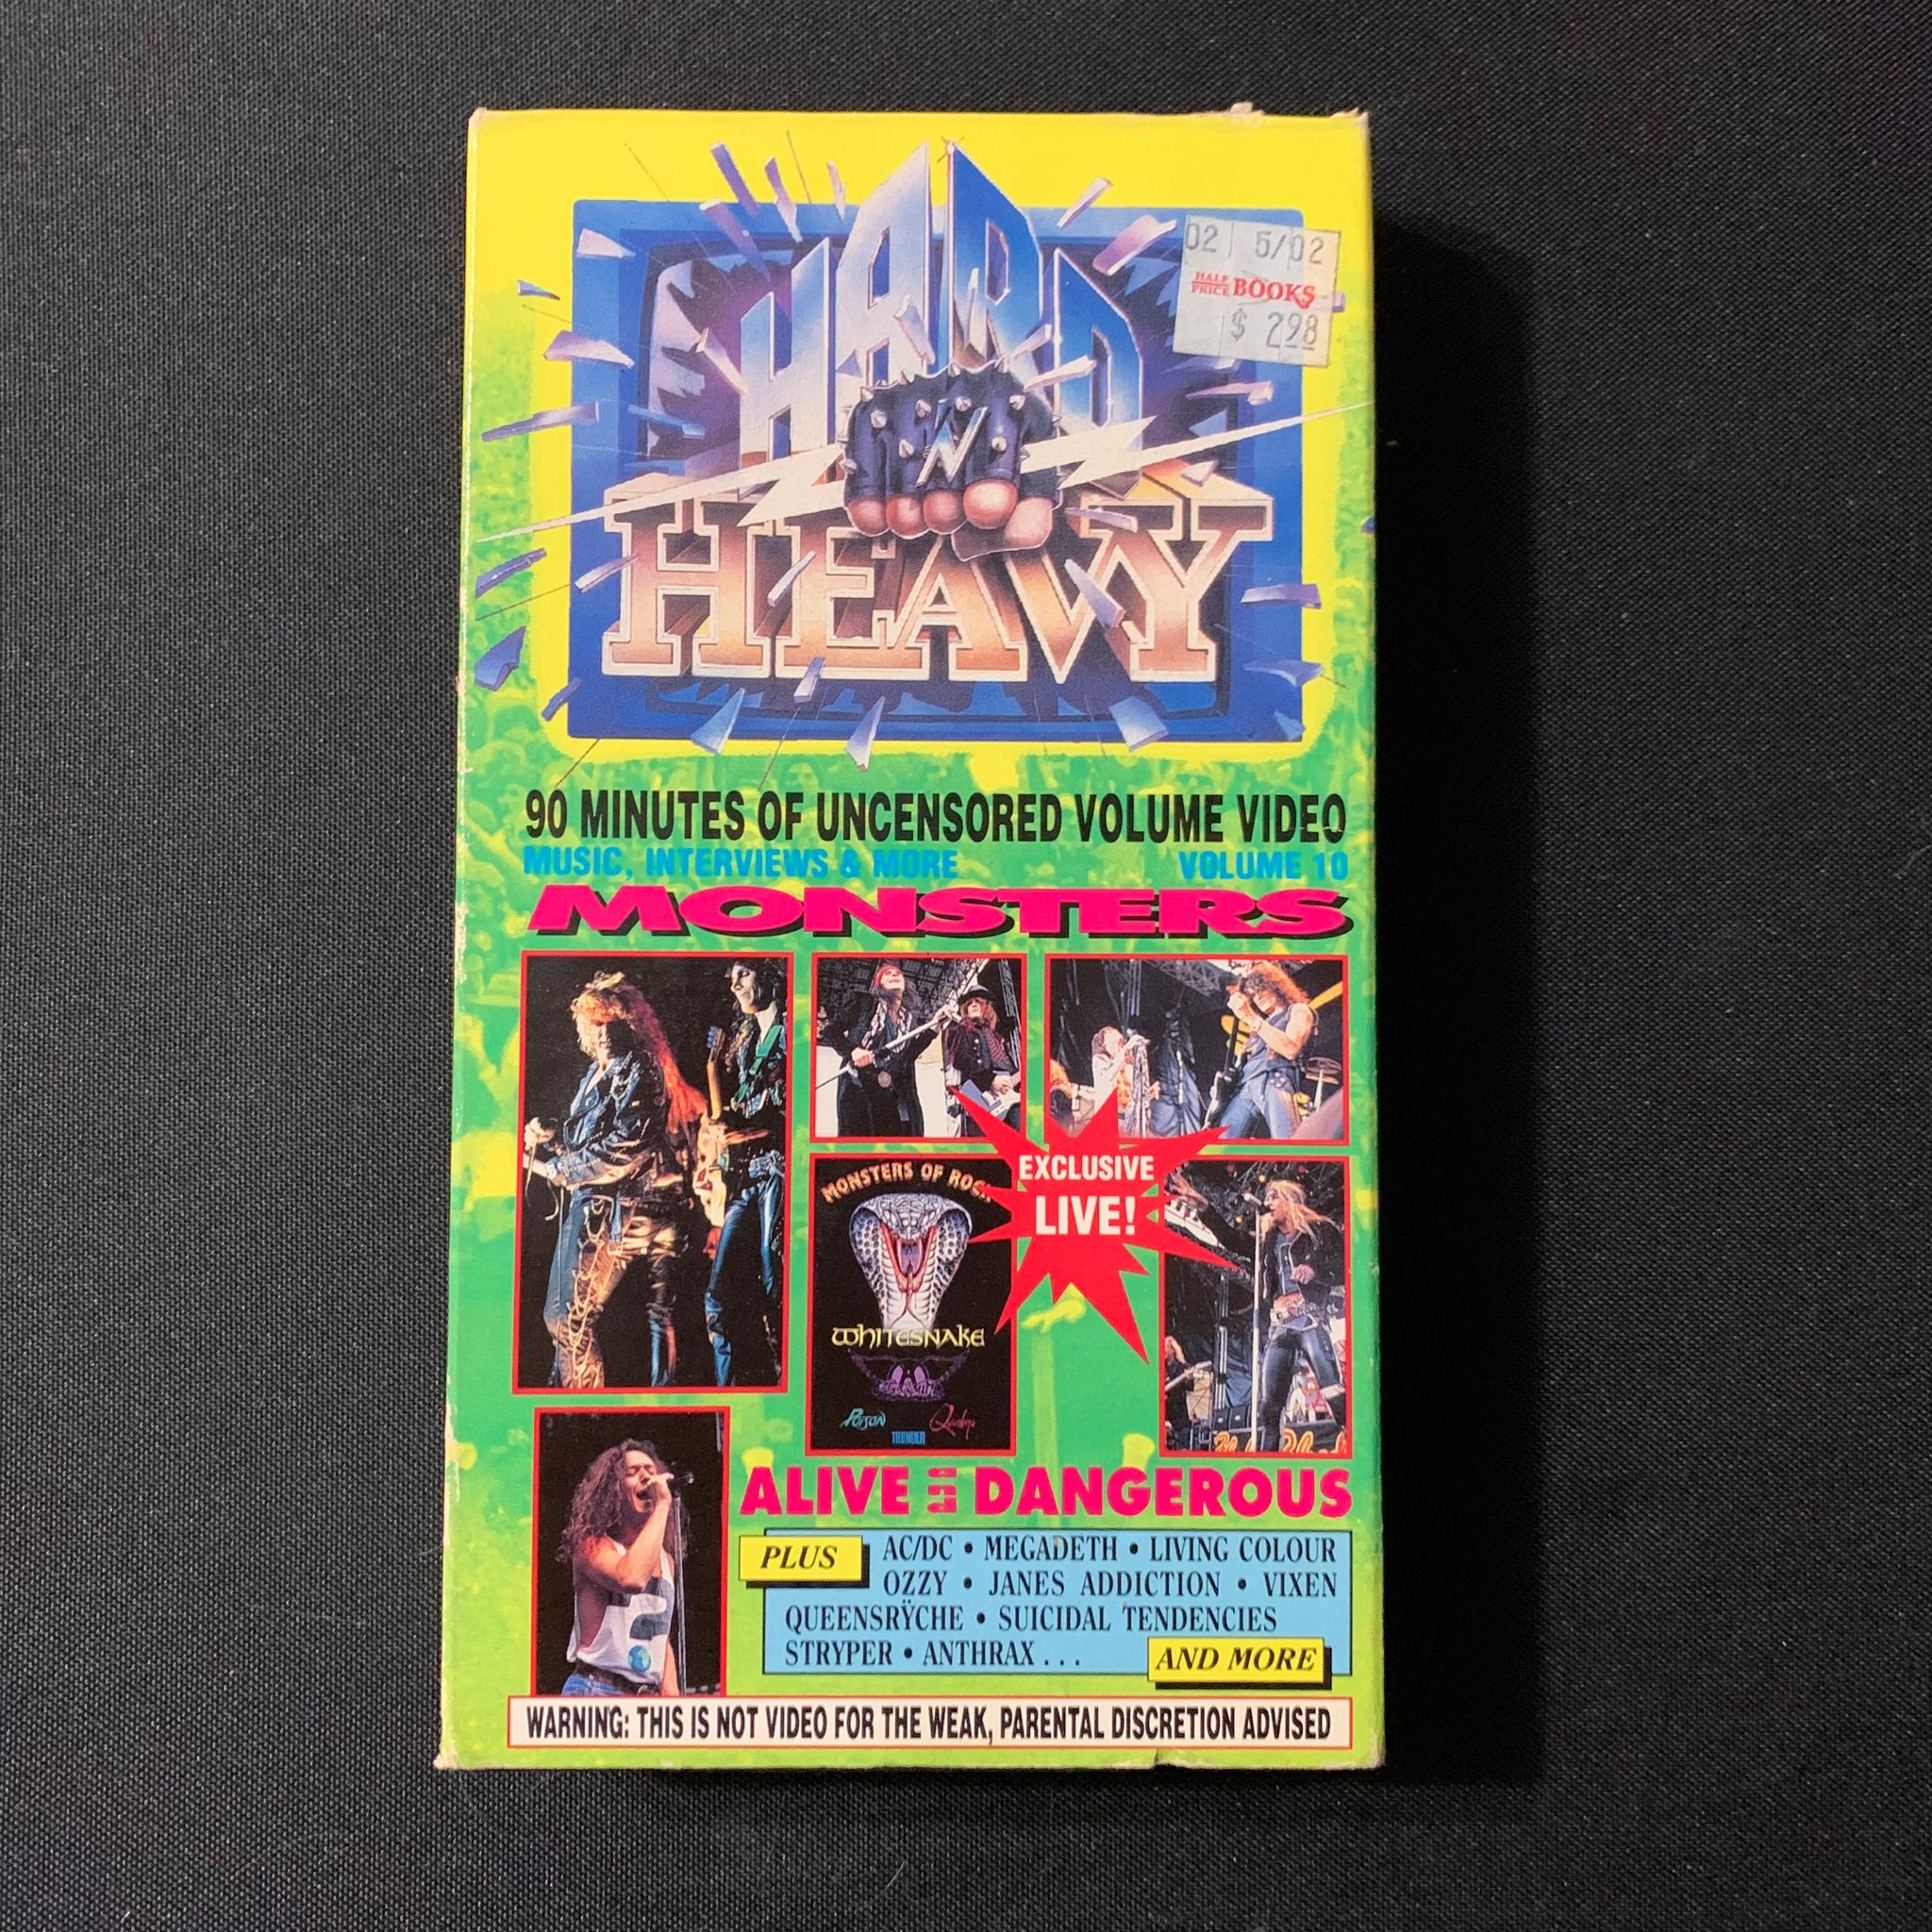 HARD
N
HEAVY
02 5/02
HALF PRICE BOOKS
$ 298
90 MINUTES OF UNCENSORED VOLUME VIDEO
MUSIC, INTERVIEWS & MORE VOLUME 10
MONSTERS
EXCLUSIVE
LIVE!
MONSTERS OF ROCK
WHITESNAKE
AEROSMITH
POISON
THUNDER
ALIVE and DANGEROUS
PLUS AC/DC • MEGADETH • LIVING COLOUR
OZZY • JANES ADDICTION • VIXEN
QUEENSRŸCHE • SUICIDAL TENDENCIES
STRYPER • ANTHRAX . . . AND MORE
WARNING: THIS IS NOT VIDEO FOR THE WEAK, PARENTAL DISCRETION ADVISED